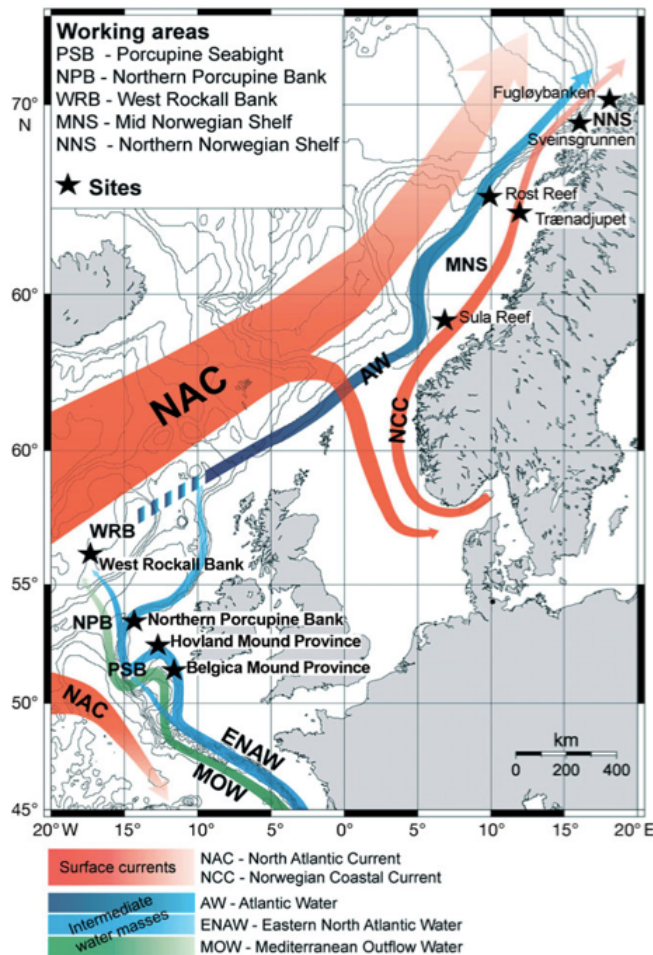 Working areas
PSB - Porcupine Seabight
NPB - Northern Porcupine Bank
WRB - West Rockall Bank
MNS - Mid Norwegian Shelf
NNS - Northern Norwegian Shelf
★ Sites
70°
N
Fugløybanken
NNS
Sveinsgrunnen
Rost Reef
Trænadjupet
MNS
60°
Sula Reef
AW
NAC
NCC
60°
WRB
West Rockall Bank
55°
NPB
Northern Porcupine Bank
Hovland Mound Province
PSB
Belgica Mound Province
50°
NAC
ENAW
MOW
km
0 200 400
45°
20°W 15° 10° 5° 0° 5° 10° 15° 20°E
Surface currents
NAC - North Atlantic Current
NCC - Norwegian Coastal Current
Intermediate
water masses
AW - Atlantic Water
ENAW - Eastern North Atlantic Water
MOW - Mediterranean Outflow Water